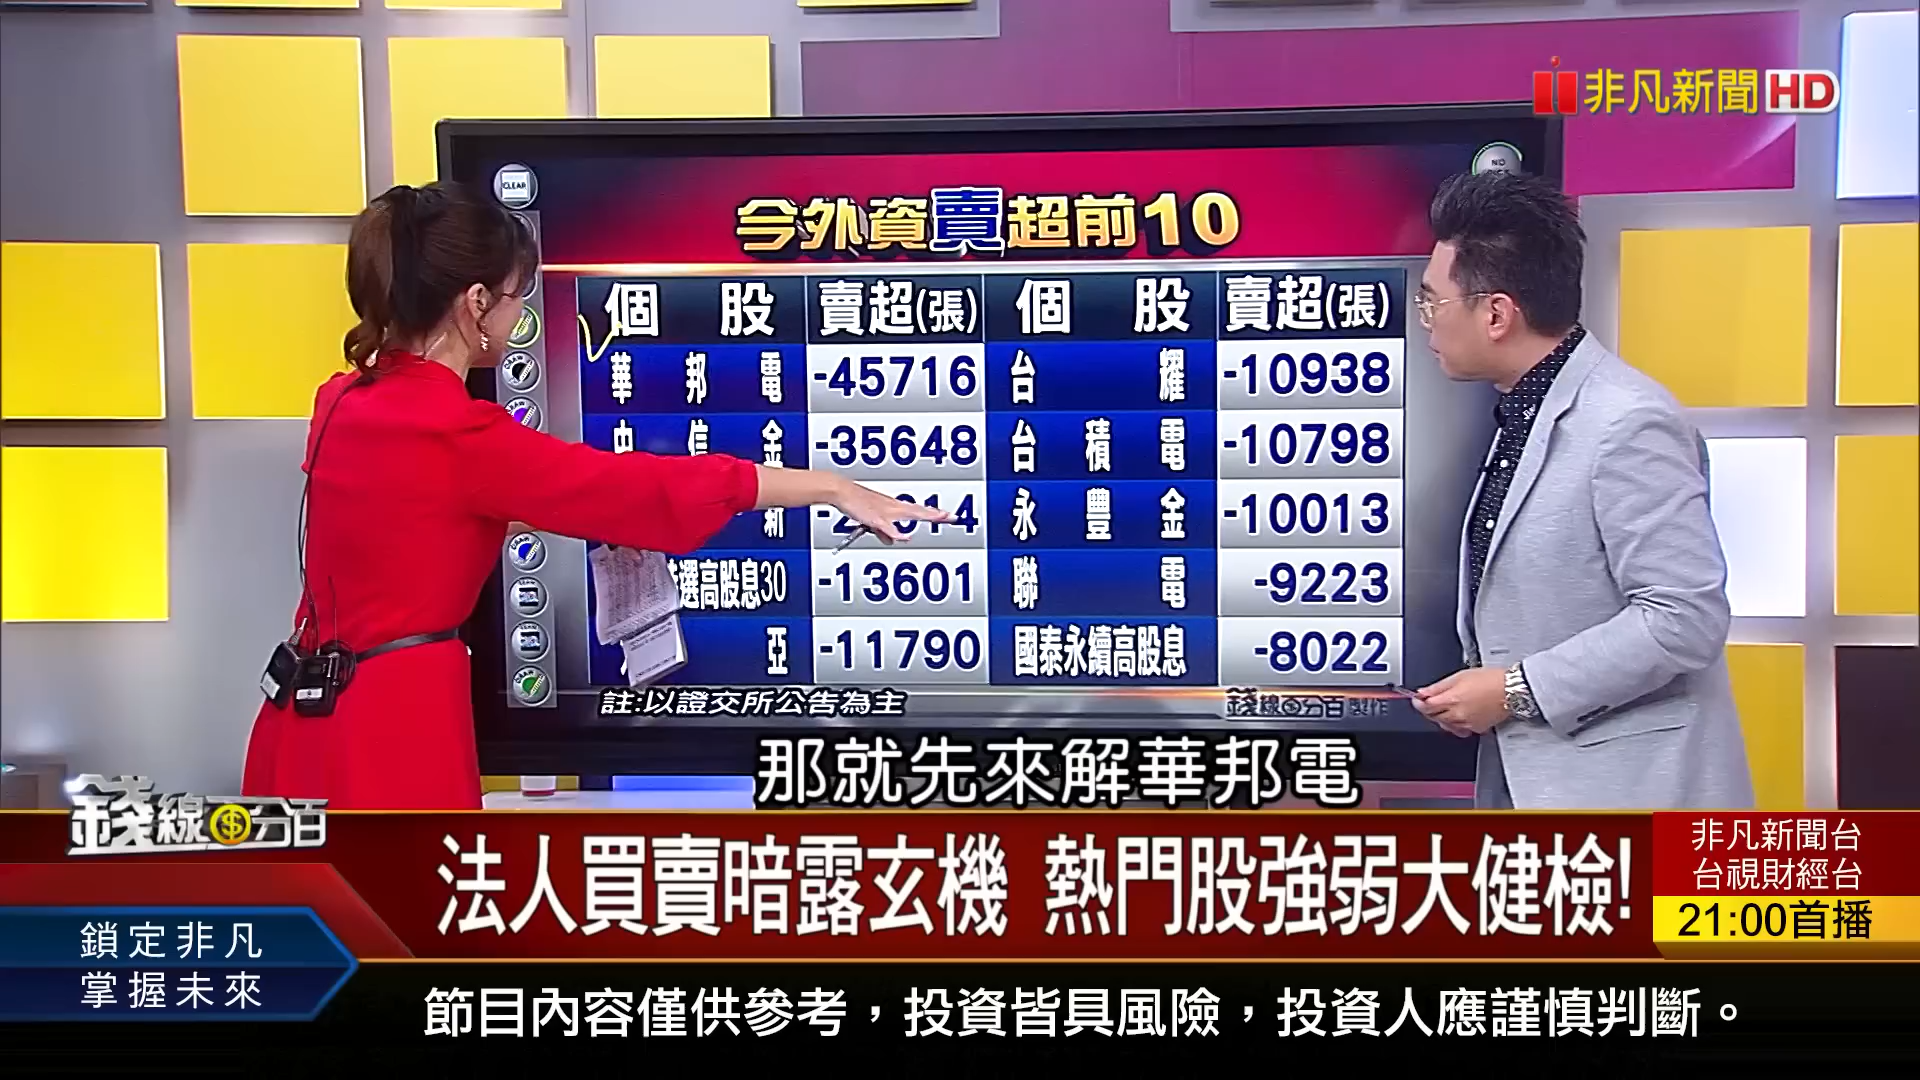 非凡新聞HD
CLEAR
NO
今外資賣超前10
個股 賣超(張) 個股 賣超(張)
華邦電 -45716 台耀 -10938
中信金 -35648 台積電 -10798
新 永豐金 -10013
選高股息30 -13601 聯電 -9223
亞 -11790 國泰永續高股息 -8022
註:以證交所公告為主
錢線百分百製作
那就先來解華邦電
錢線百分百
法人買賣暗露玄機 熱門股強弱大健檢!
非凡新聞台
台視財經台
21:00首播
鎖定非凡
掌握未來
節目內容僅供參考，投資皆具風險，投資人應謹慎判斷。